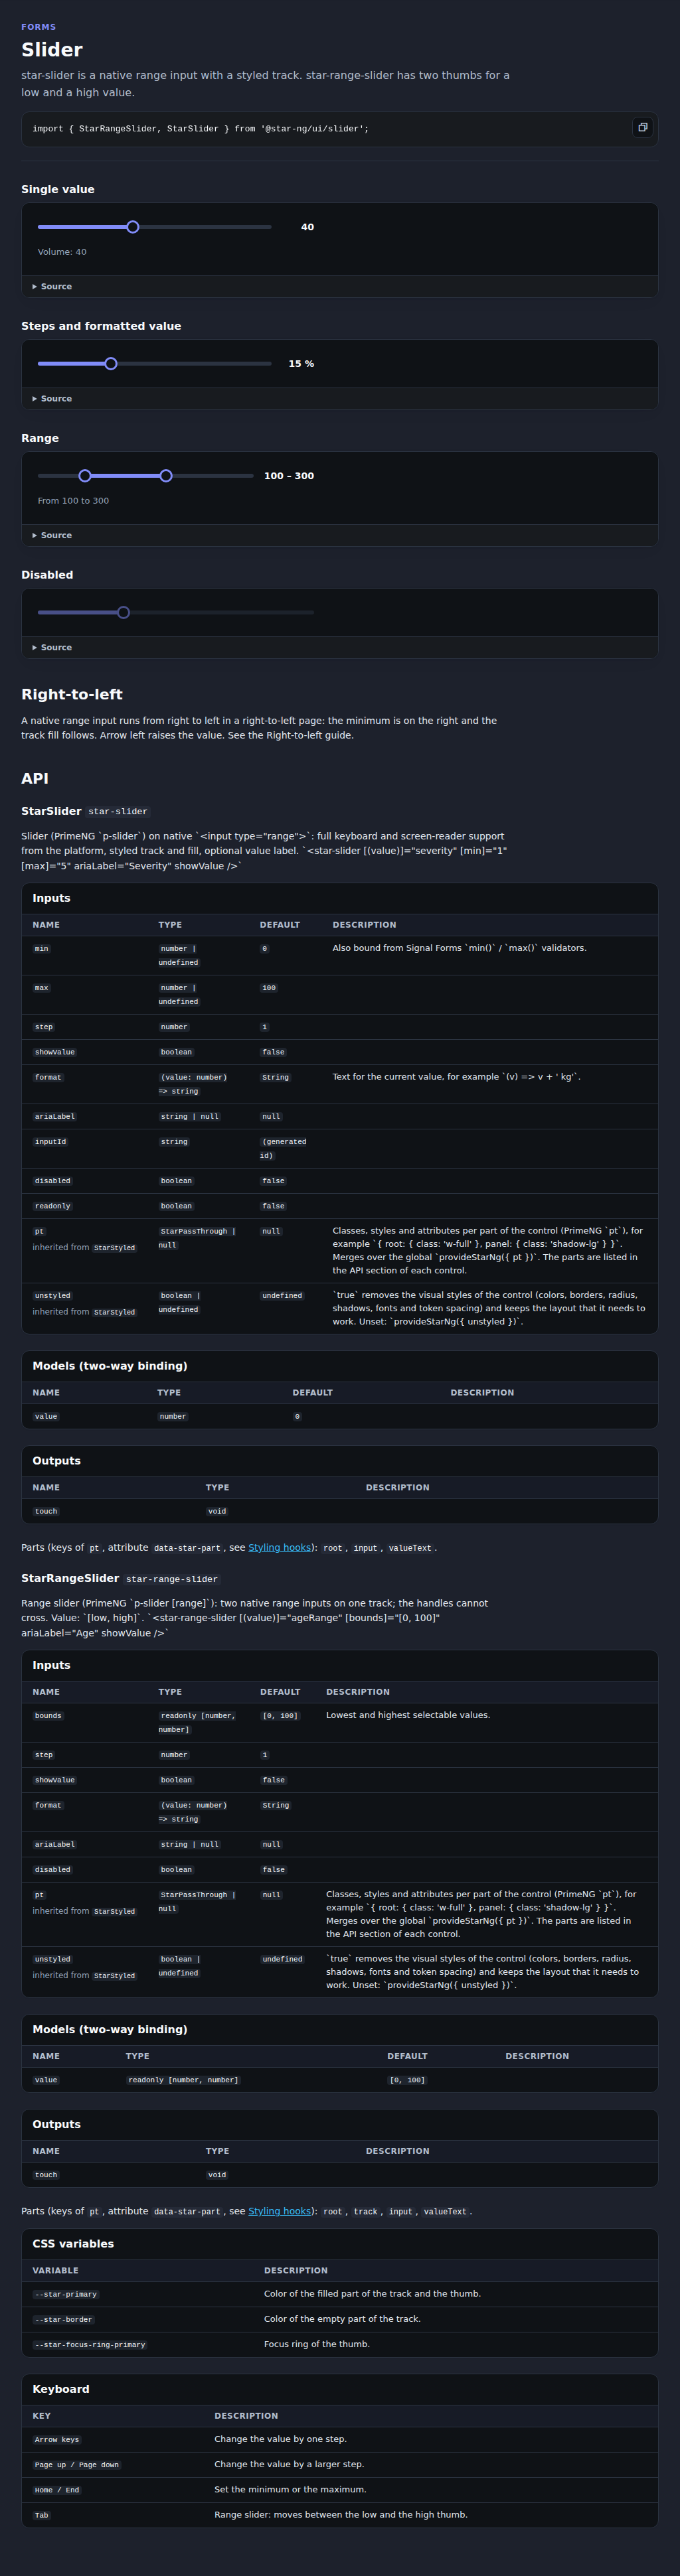 FORMS
Slider
star-slider is a native range input with a styled track. star-range-slider has two thumbs for a
low and a high value.
import { StarRangeSlider, StarSlider } from '@star-ng/ui/slider';
Single value
40
Volume: 40
Source
Steps and formatted value
15 %
Source
Range
100 – 300
From 100 to 300
Source
Disabled
Source
Right-to-left
A native range input runs from right to left in a right-to-left page: the minimum is on the right and the
track fill follows. Arrow left raises the value. See the Right-to-left guide.
API
StarSlider star-slider
Slider (PrimeNG `p-slider`) on native `<input type="range">`: full keyboard and screen-reader support
from the platform, styled track and fill, optional value label. `<star-slider [(value)]="severity" [min]="1"
[max]="5" ariaLabel="Severity" showValue />`
Inputs
NAME TYPE DEFAULT DESCRIPTION
min number | 0 Also bound from Signal Forms `min()` / `max()` validators.
undefined
max number | 100
undefined
step number 1
showValue boolean false
format (value: number) String Text for the current value, for example `(v) => v + ' kg'`.
=> string
ariaLabel string | null null
inputId string (generated
id)
disabled boolean false
readonly boolean false
pt StarPassThrough | null Classes, styles and attributes per part of the control (PrimeNG `pt`), for
inherited from StarStyled null example `{ root: { class: 'w-full' }, panel: { class: 'shadow-lg' } }`.
Merges over the global `provideStarNg({ pt })`. The parts are listed in
the API section of each control.
unstyled boolean | undefined `true` removes the visual styles of the control (colors, borders, radius,
inherited from StarStyled undefined shadows, fonts and token spacing) and keeps the layout that it needs to
work. Unset: `provideStarNg({ unstyled })`.
Models (two-way binding)
NAME TYPE DEFAULT DESCRIPTION
value number 0
Outputs
NAME TYPE DESCRIPTION
touch void
Parts (keys of pt, attribute data-star-part, see Styling hooks): root, input, valueText.
StarRangeSlider star-range-slider
Range slider (PrimeNG `p-slider [range]`): two native range inputs on one track; the handles cannot
cross. Value: `[low, high]`. `<star-range-slider [(value)]="ageRange" [bounds]="[0, 100]"
ariaLabel="Age" showValue />`
Inputs
NAME TYPE DEFAULT DESCRIPTION
bounds readonly [number, [0, 100] Lowest and highest selectable values.
number]
step number 1
showValue boolean false
format (value: number) String
=> string
ariaLabel string | null null
disabled boolean false
pt StarPassThrough | null Classes, styles and attributes per part of the control (PrimeNG `pt`), for
inherited from StarStyled null example `{ root: { class: 'w-full' }, panel: { class: 'shadow-lg' } }`.
Merges over the global `provideStarNg({ pt })`. The parts are listed in
the API section of each control.
unstyled boolean | undefined `true` removes the visual styles of the control (colors, borders, radius,
inherited from StarStyled undefined shadows, fonts and token spacing) and keeps the layout that it needs to
work. Unset: `provideStarNg({ unstyled })`.
Models (two-way binding)
NAME TYPE DEFAULT DESCRIPTION
value readonly [number, number] [0, 100]
Outputs
NAME TYPE DESCRIPTION
touch void
Parts (keys of pt, attribute data-star-part, see Styling hooks): root, track, input, valueText.
CSS variables
VARIABLE DESCRIPTION
--star-primary Color of the filled part of the track and the thumb.
--star-border Color of the empty part of the track.
--star-focus-ring-primary Focus ring of the thumb.
Keyboard
KEY DESCRIPTION
Arrow keys Change the value by one step.
Page up / Page down Change the value by a larger step.
Home / End Set the minimum or the maximum.
Tab Range slider: moves between the low and the high thumb.